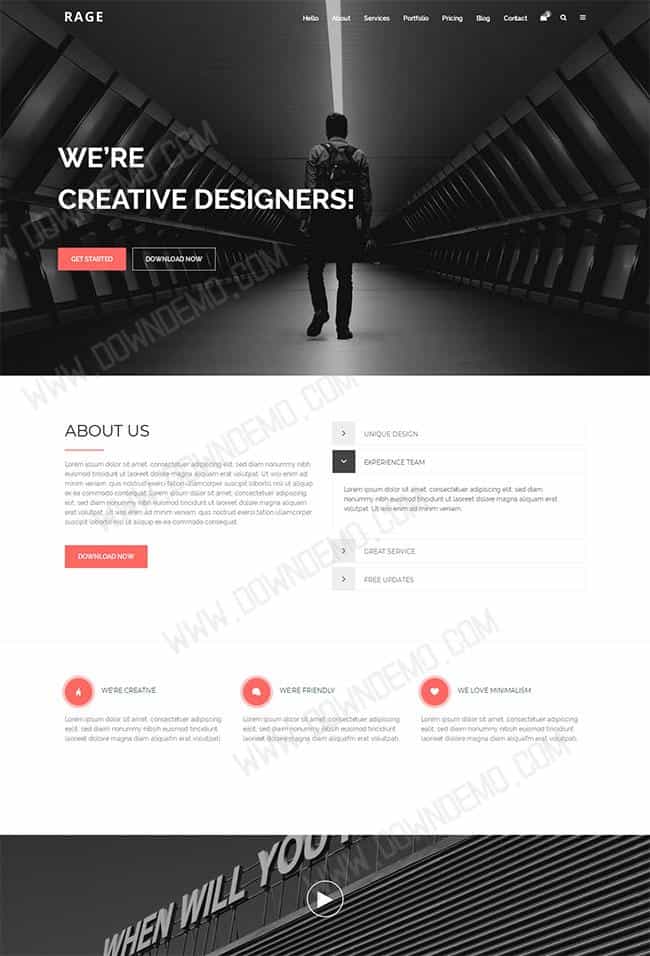 RAGE
Hello About Services Portfolio Pricing Blog Contact
WE'RE
CREATIVE DESIGNERS!
GET STARTED DOWNLOAD NOW
WWW.DOWNDEMO.COM
ABOUT US
Lorem ipsum dolor sit amet, consectetuer adipiscing elit, sed diam nonummy nibh
euismod tincidunt ut laoreet dolore magna aliquam erat volutpat. Ut wisi enim ad
minim veniam, quis nostrud exerci tation ullamcorper suscipit lobortis nisl ut aliquip
ex ea commodo consequat. Lorem ipsum dolor sit amet, laoreet dolore magna aliquam
erat volutpat. Ut wisi enim ad minim veniam, quis nostrud exerci tation ullamcorper
suscipit lobortis nisl ut aliquip ex ea commodo consequat.
DOWNLOAD NOW
UNIQUE DESIGN
EXPERIENCE TEAM
Lorem ipsum dolor sit amet, consectetuer adipiscing elit, sed diam
nonummy nibh euismod tincidunt ut laoreet dolore magna aliquam erat
volutpat. Ut wisi enim ad minim veniam.
GREAT SERVICE
FREE UPDATES
WWW.DOWNDEMO.COM
WE'RE CREATIVE
Lorem ipsum dolor sit amet, consectetuer adipiscing
elit, sed diam nonummy nibh euismod tincidunt
laoreet dolore magna diam aliquam erat volutpat.
WE'RE FRIENDLY
Lorem ipsum dolor sit amet, consectetuer adipiscing
elit, sed diam nonummy nibh euismod tincidunt
laoreet dolore magna diam aliquam erat volutpat.
WE LOVE MINIMALISM
Lorem ipsum dolor sit amet, consectetuer adipiscing
elit, sed diam nonummy nibh euismod tincidunt
laoreet dolore magna diam aliquam erat volutpat.
WWW.DOWNDEMO.COM
WHEN WILL YOU